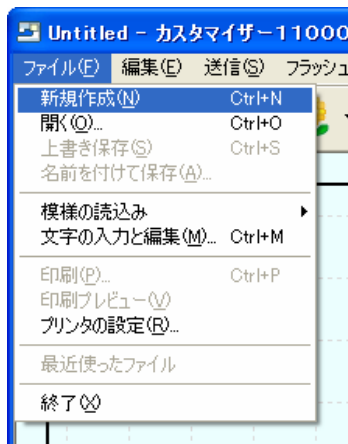 Untitled - カスタマイザー11000
ファイル(F) 編集(E) 送信(S) フラッシュ
新規作成(N) Ctrl+N
開く(O)... Ctrl+O
上書き保存(S) Ctrl+S
名前を付けて保存(A)...
模様の読込み
文字の入力と編集(M)... Ctrl+M
印刷(P)... Ctrl+P
印刷プレビュー(V)
プリンタの設定(R)...
最近使ったファイル
終了(X)